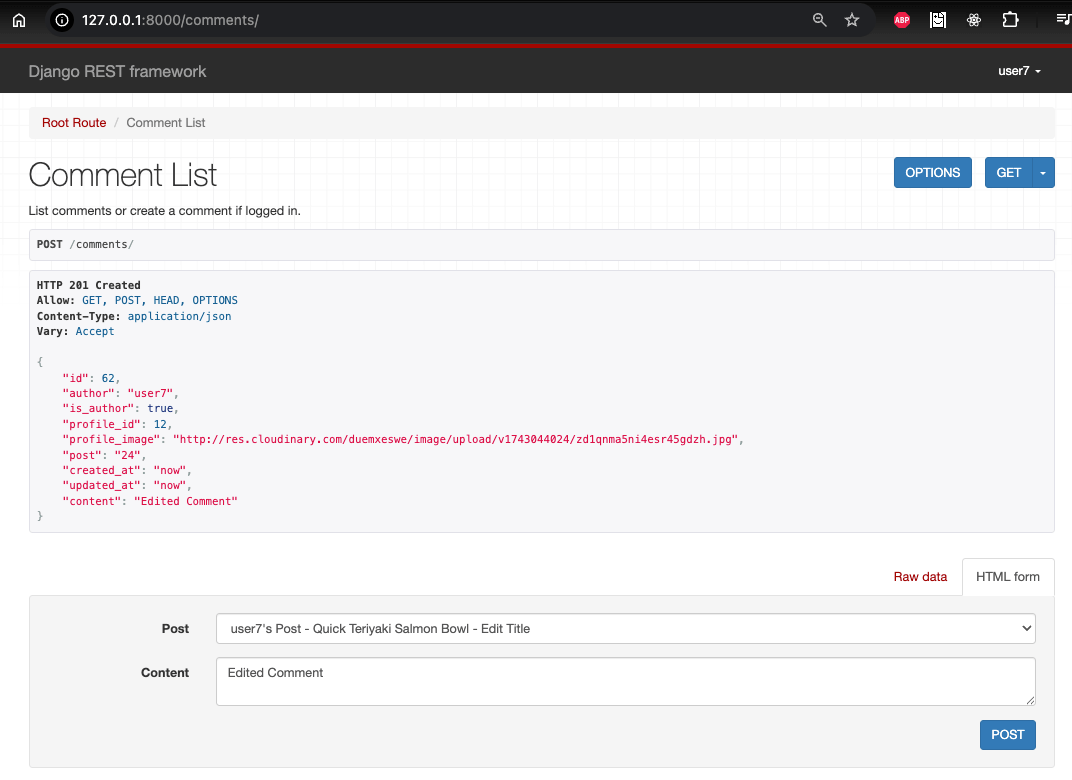 127.0.0.1:8000/comments/
ABP
Django REST framework
user7
Root Route / Comment List
Comment List
OPTIONS
GET
List comments or create a comment if logged in.
POST /comments/
HTTP 201 Created
Allow: GET, POST, HEAD, OPTIONS
Content-Type: application/json
Vary: Accept
{
    "id": 62,
    "author": "user7",
    "is_author": true,
    "profile_id": 12,
    "profile_image": "http://res.cloudinary.com/duemxeswe/image/upload/v1743044024/zd1qnma5ni4esr45gdzh.jpg",
    "post": "24",
    "created_at": "now",
    "updated_at": "now",
    "content": "Edited Comment"
}
Raw data
HTML form
Post
user7's Post - Quick Teriyaki Salmon Bowl - Edit Title
Content
Edited Comment
POST